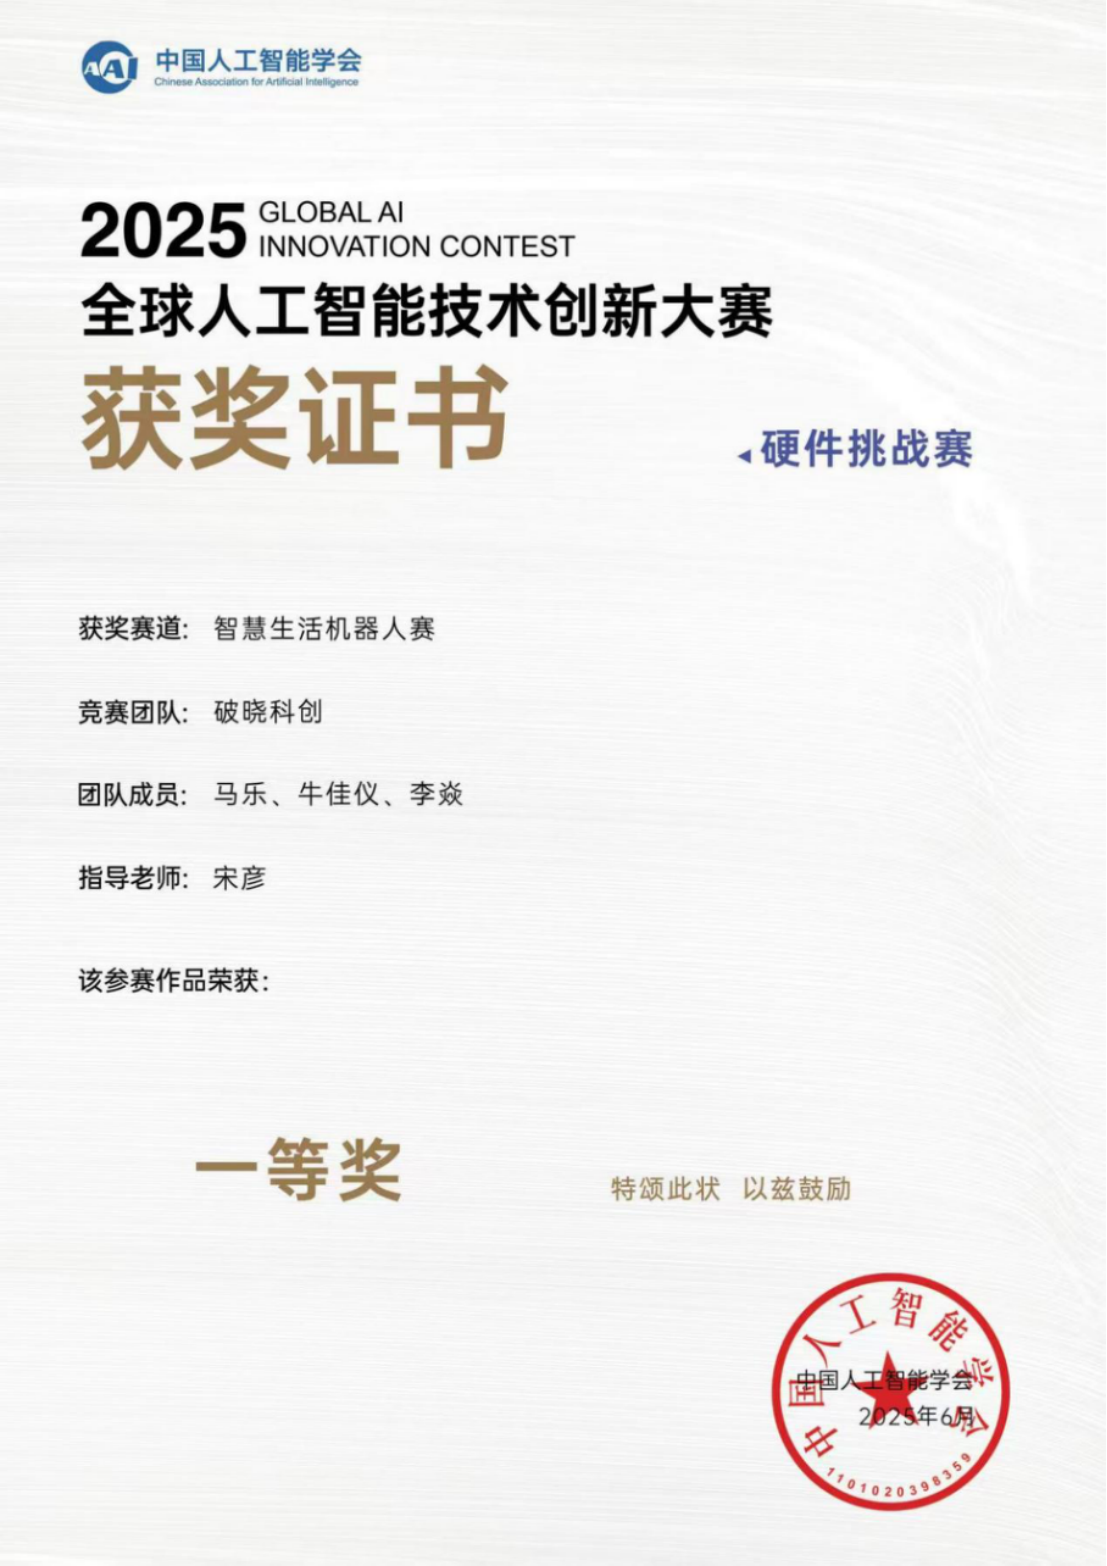 AAI
中国人工智能学会
Chinese Association for Artificial Intelligence
2025
GLOBAL AI
INNOVATION CONTEST
全球人工智能技术创新大赛
获奖证书
硬件挑战赛
获奖赛道: 智慧生活机器人赛
竞赛团队: 破晓科创
团队成员: 马乐、牛佳仪、李焱
指导老师: 宋彦
该参赛作品荣获:
一等奖
特颂此状 以兹鼓励
中国人工智能学会
中国人工智能学会
2025年6月
1101020398359